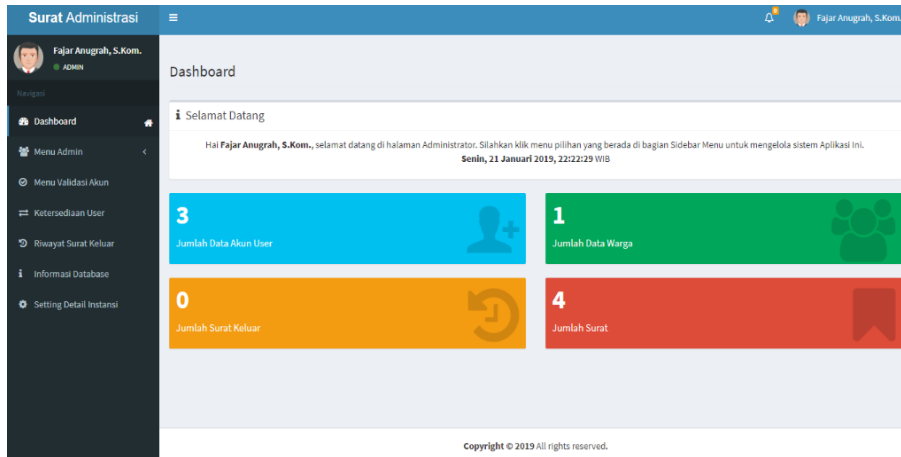 Surat Administrasi
Fajar Anugrah, S.Kom.
Fajar Anugrah, S.Kom.
ADMIN
Navigasi
Dashboard
Menu Admin
Menu Validasi Akun
Ketersediaan User
Riwayat Surat Keluar
Informasi Database
Setting Detail Instansi
Dashboard
Selamat Datang
Hai Fajar Anugrah, S.Kom., selamat datang di halaman Administrator. Silahkan klik menu pilihan yang berada di bagian Sidebar Menu untuk mengelola sistem Aplikasi Ini.
Senin, 21 Januari 2019, 22:22:29 WIB
3
Jumlah Data Akun User
1
Jumlah Data Warga
0
Jumlah Surat Keluar
4
Jumlah Surat
Copyright © 2019 All rights reserved.